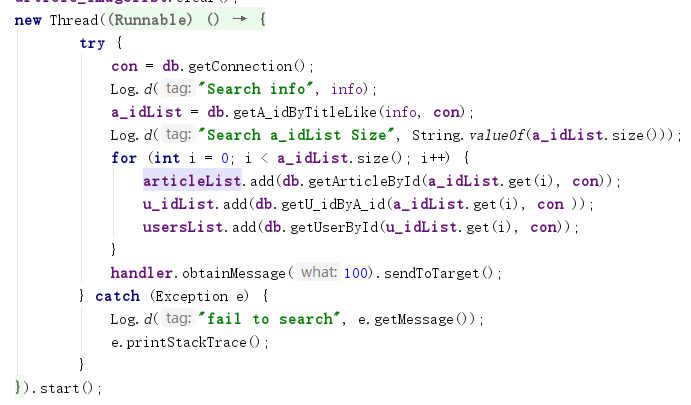 article_imageList.clear();
new Thread((Runnable) () → {
try {
con = db.getConnection();
Log.d( tag: "Search info", info);
a_idList = db.getA_idByTitleLike(info, con);
Log.d( tag: "Search a_idList Size", String.valueOf(a_idList.size()));
for (int i = 0; i < a_idList.size(); i++) {
articleList.add(db.getArticleById(a_idList.get(i), con));
u_idList.add(db.getU_idByA_id(a_idList.get(i), con ));
usersList.add(db.getUserById(u_idList.get(i), con));
}
handler.obtainMessage( what: 100).sendToTarget();
} catch (Exception e) {
Log.d( tag: "fail to search", e.getMessage());
e.printStackTrace();
}
}).start();